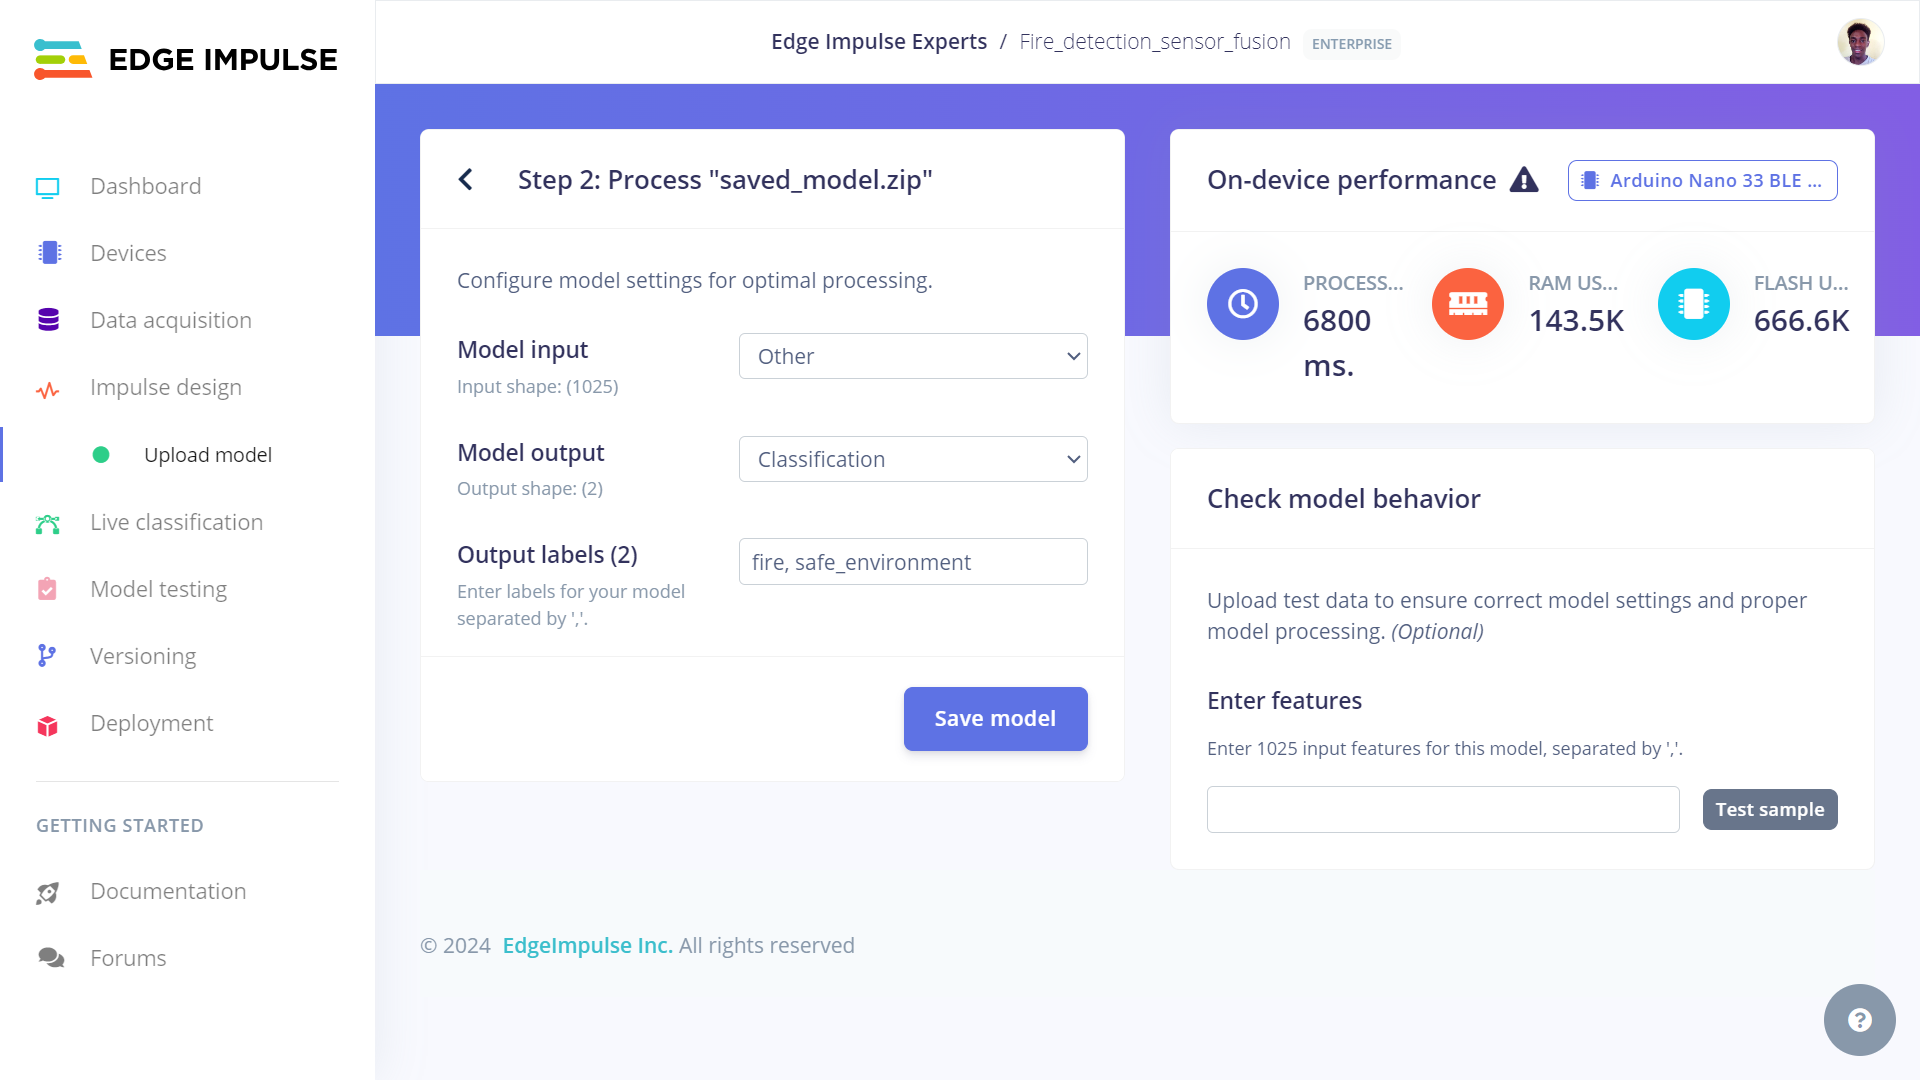 EDGE IMPULSE
Edge Impulse Experts / Fire_detection_sensor_fusion ENTERPRISE
Dashboard
Devices
Data acquisition
Impulse design
Upload model
Live classification
Model testing
Versioning
Deployment
GETTING STARTED
Documentation
Forums
Step 2: Process "saved_model.zip"
Configure model settings for optimal processing.
Model input
Other
Input shape: (1025)
Model output
Classification
Output shape: (2)
Output labels (2)
fire, safe_environment
Enter labels for your model
separated by ','.
Save model
On-device performance
Arduino Nano 33 BLE ...
PROCESS...
6800
ms.
RAM US...
143.5K
FLASH U...
666.6K
Check model behavior
Upload test data to ensure correct model settings and proper
model processing. (Optional)
Enter features
Enter 1025 input features for this model, separated by ','.
Test sample
© 2024 EdgeImpulse Inc. All rights reserved